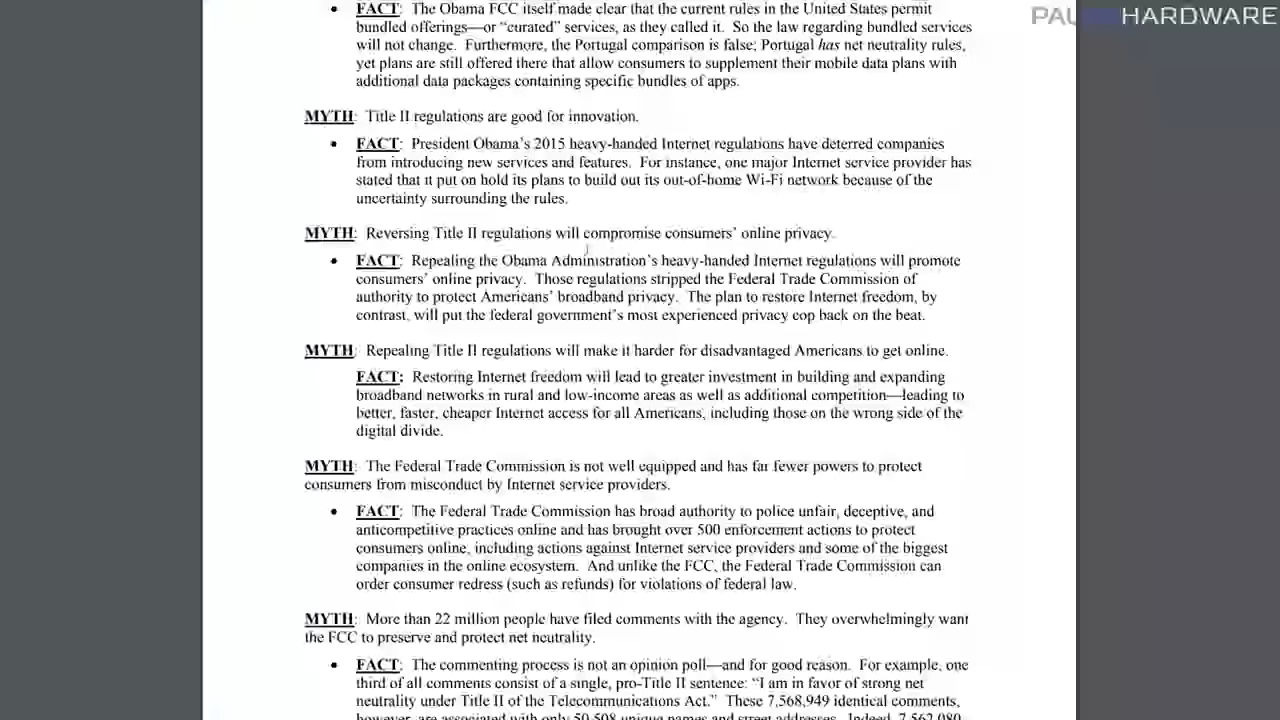 PAULS HARDWARE
FACT: The Obama FCC itself made clear that the current rules in the United States permit
bundled offerings—or “curated” services, as they called it. So the law regarding bundled services
will not change. Furthermore, the Portugal comparison is false; Portugal has net neutrality rules,
yet plans are still offered there that allow consumers to supplement their mobile data plans with
additional data packages containing specific bundles of apps.
MYTH: Title II regulations are good for innovation.
• FACT: President Obama’s 2015 heavy-handed Internet regulations have deterred companies
from introducing new services and features. For instance, one major Internet service provider has
stated that it put on hold its plans to build out its out-of-home Wi-Fi network because of the
uncertainty surrounding the rules.
MYTH: Reversing Title II regulations will compromise consumers’ online privacy.
• FACT: Repealing the Obama Administration’s heavy-handed Internet regulations will promote
consumers’ online privacy. Those regulations stripped the Federal Trade Commission of
authority to protect Americans’ broadband privacy. The plan to restore Internet freedom, by
contrast, will put the federal government’s most experienced privacy cop back on the beat.
MYTH: Repealing Title II regulations will make it harder for disadvantaged Americans to get online.
FACT: Restoring Internet freedom will lead to greater investment in building and expanding
broadband networks in rural and low-income areas as well as additional competition—leading to
better, faster, cheaper Internet access for all Americans, including those on the wrong side of the
digital divide.
MYTH: The Federal Trade Commission is not well equipped and has far fewer powers to protect
consumers from misconduct by Internet service providers.
• FACT: The Federal Trade Commission has broad authority to police unfair, deceptive, and
anticompetitive practices online and has brought over 500 enforcement actions to protect
consumers online, including actions against Internet service providers and some of the biggest
companies in the online ecosystem. And unlike the FCC, the Federal Trade Commission can
order consumer redress (such as refunds) for violations of federal law.
MYTH: More than 22 million people have filed comments with the agency. They overwhelmingly want
the FCC to preserve and protect net neutrality.
• FACT: The commenting process is not an opinion poll—and for good reason. For example, one
third of all comments consist of a single, pro-Title II sentence: “I am in favor of strong net
neutrality under Title II of the Telecommunications Act.” These 7,568,949 identical comments,
however, are associated with only 50,508 unique names and street addresses. Indeed, 7,562,080